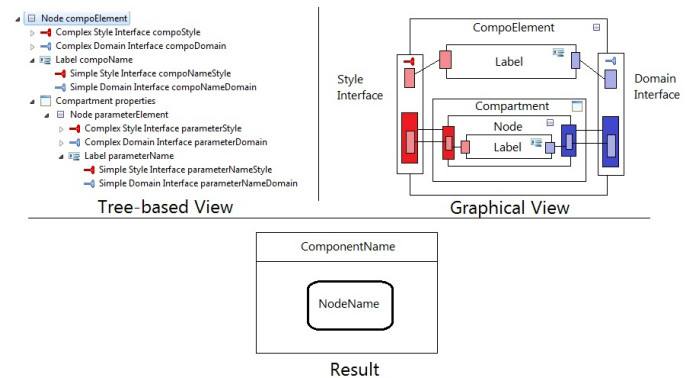 Node compoElement
Complex Style Interface compoStyle
Complex Domain Interface compoDomain
Label compoName
Simple Style Interface compoNameStyle
Simple Domain Interface compoNameDomain
Compartment properties
Node parameterElement
Complex Style Interface parameterStyle
Complex Domain Interface parameterDomain
Label parameterName
Simple Style Interface parameterNameStyle
Simple Domain Interface parameterNameDomain
Tree-based View
CompoElement
Label
Style
Interface
Domain
Interface
Compartment
Node
Label
Graphical View
ComponentName
NodeName
Result